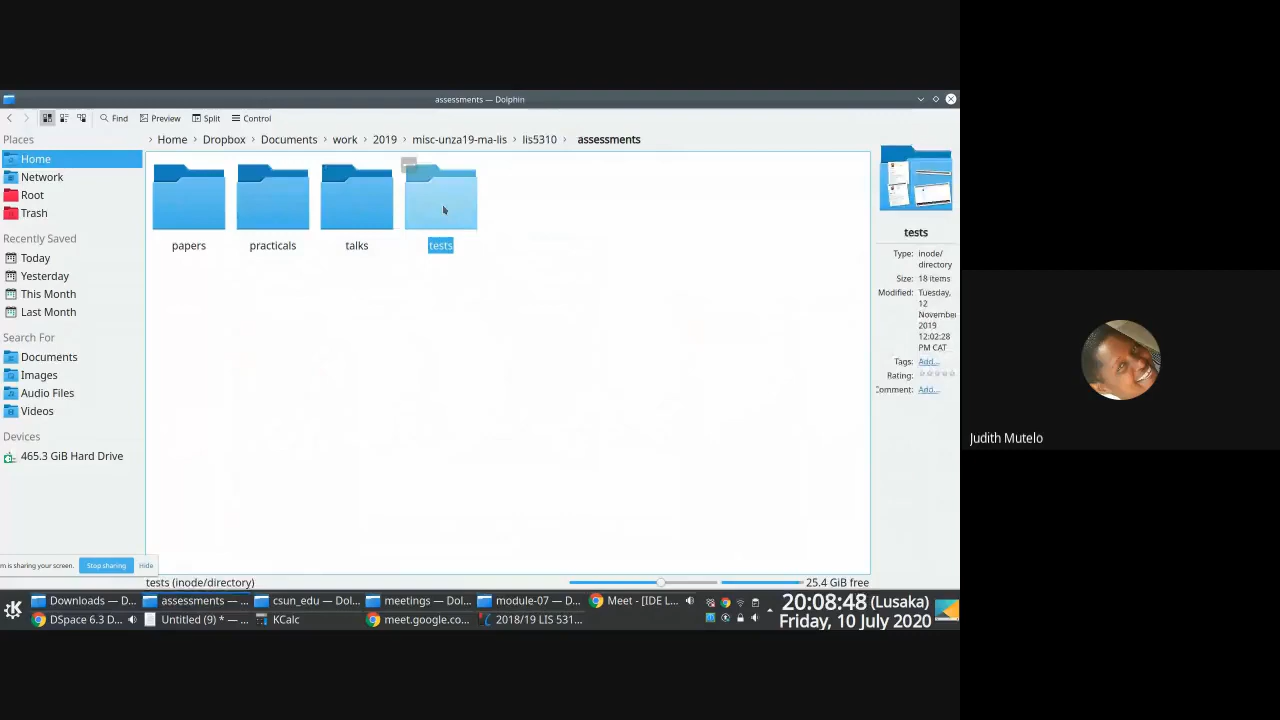 assessments — Dolphin
Find Preview Split Control
Places
Home
Network
Root
Trash
Recently Saved
Today
Yesterday
This Month
Last Month
Search For
Documents
Images
Audio Files
Videos
Devices
465.3 GiB Hard Drive
Home Dropbox Documents work 2019 misc-unza19-ma-lis lis5310 assessments
papers practicals talks tests
tests
Type: inode/
directory
Size: 18 items
Modified: Tuesday,
12
November
2019
12:02:28
PM CAT
Tags: Add...
Rating:
Comment: Add...
m is sharing your screen. Stop sharing Hide
tests (inode/directory) 25.4 GiB free
Downloads — D... assessments — ... csun_edu — Dol... meetings — Dol... module-07 — D... Meet - [IDE L...
DSpace 6.3 D... Untitled (9) * — ... KCalc meet.google.co... 2018/19 LIS 531...
20:08:48 (Lusaka)
Friday, 10 July 2020
Judith Mutelo